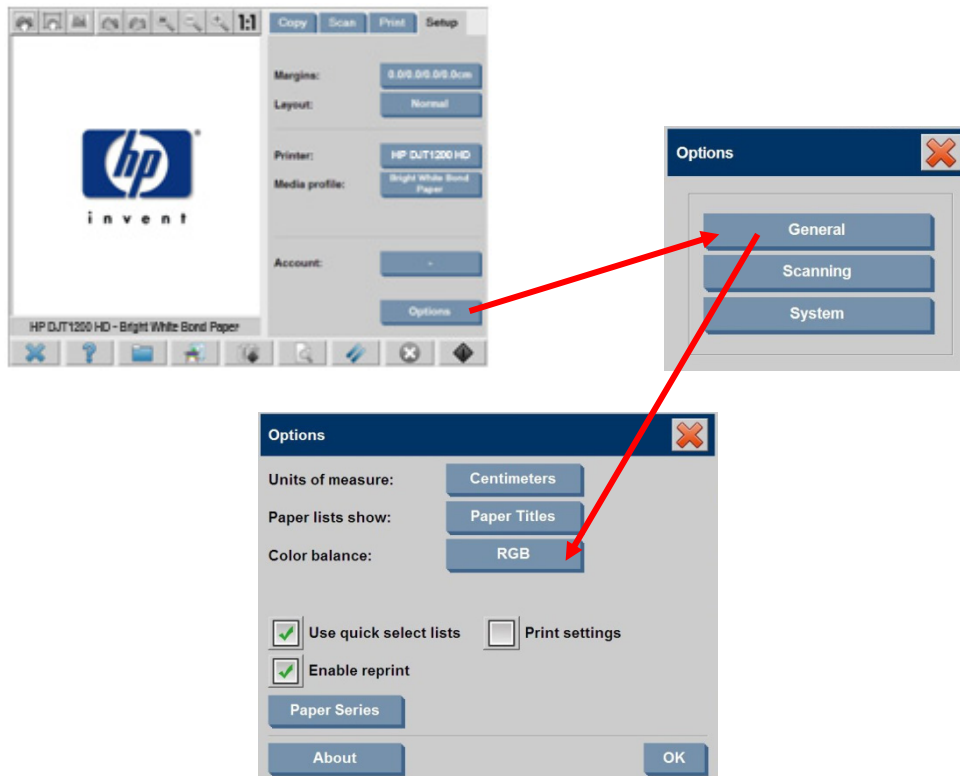 1:1 Copy Scan Print Setup
Margins: 0.0/0.0/0.0/0.0cm
Layout: Normal
hp
invent
Printer: HP DJT1200 HD
Media profile: Bright White Bond
Paper
Account: -
Options
HP DJT1200 HD - Bright White Bond Paper
Options
General
Scanning
System
Options
Units of measure: Centimeters
Paper lists show: Paper Titles
Color balance: RGB
Use quick select lists Print settings
Enable reprint
Paper Series
About OK